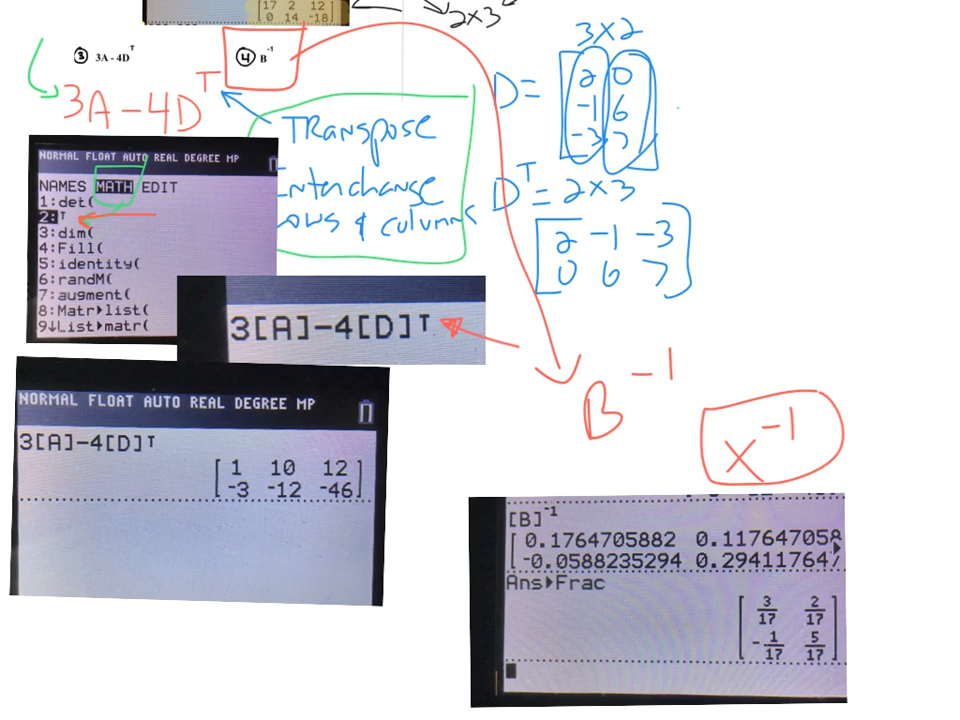 [17 2 12]
[0 14 -18]
2x3
③ 3A - 4D^T
④ B^-1
3A - 4D^T
TRanspose
Interchange
rows & columns
3x2
D = [2 0]
[-1 6]
[-3 7]
D^T = 2x3
[2 -1 -3]
[0 6 7]
NORMAL FLOAT AUTO REAL DEGREE MP
NAMES MATH EDIT
1:det(
2:T
3:dim(
4:Fill(
5:identity(
6:randM(
7:augment(
8:Matr▶list(
9↓List▶matr(
3[A]-4[D]^T
NORMAL FLOAT AUTO REAL DEGREE MP
3[A]-4[D]^T
[1 10 12]
[-3 -12 -46]
B^-1
x^-1
[B]^-1
[0.1764705882 0.117647058
[-0.0588235294 0.29411764
Ans▶Frac
[3/17 2/17]
[-1/17 5/17]